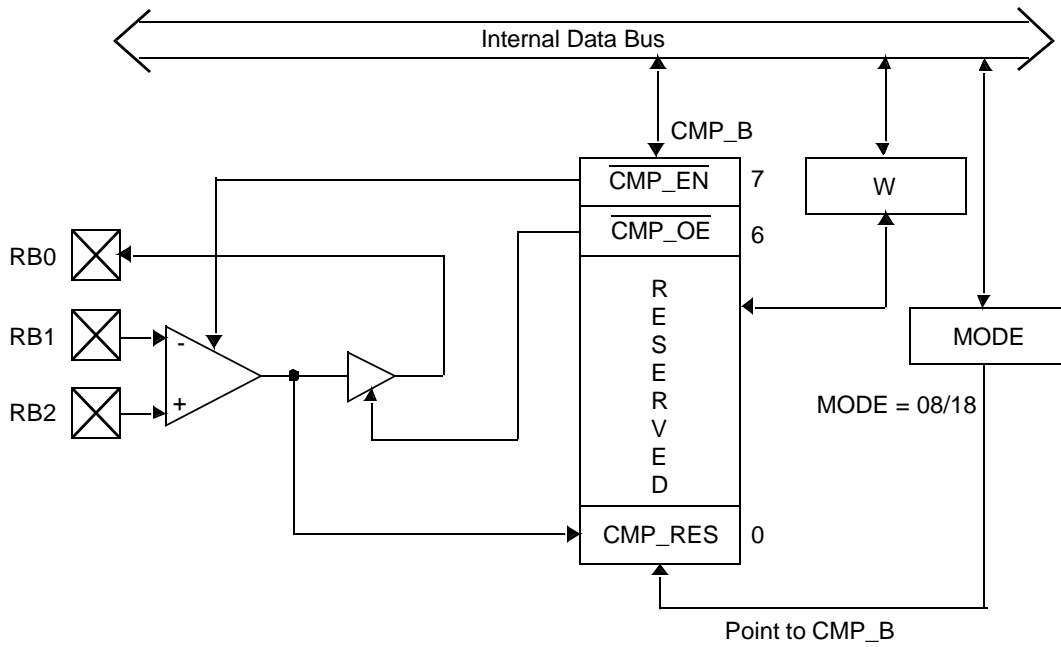 Internal Data Bus
CMP_B
CMP_EN
7
W
CMP_OE
6
RB0
R
E
S
E
R
V
E
D
RB1
-
MODE
RB2
+
MODE = 08/18
CMP_RES
0
Point to CMP_B